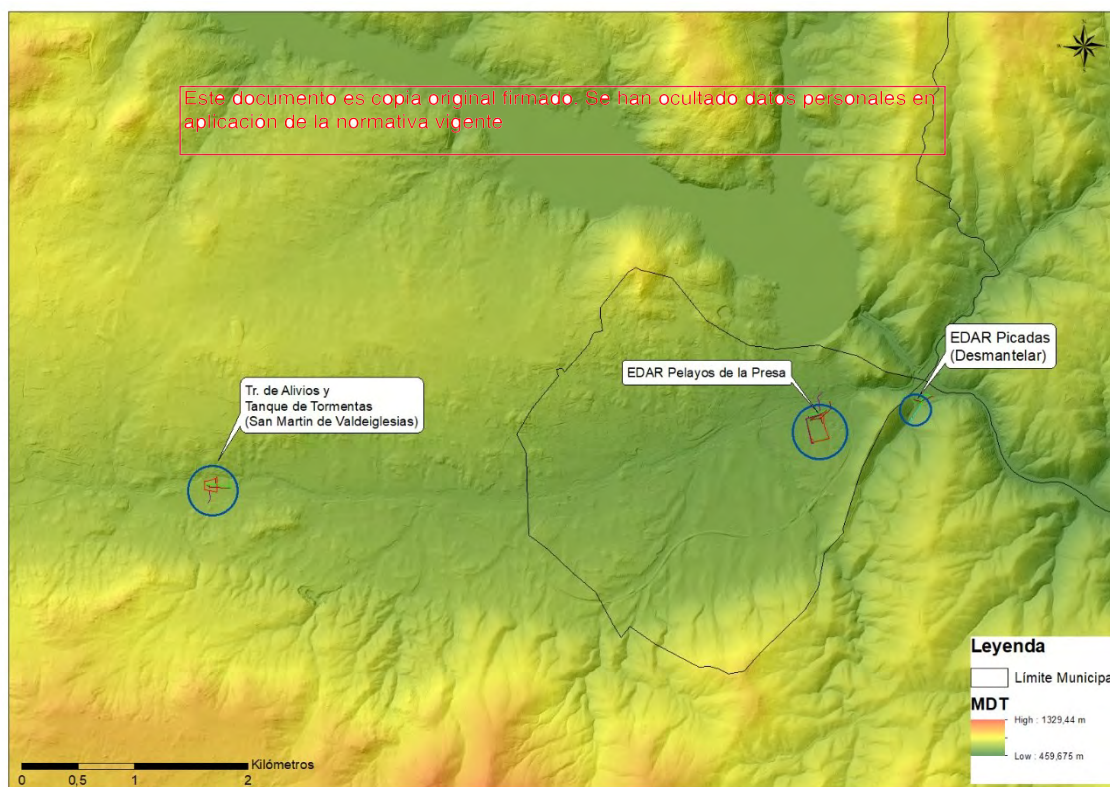 Este documento es copia original firmado. Se han ocultado datos personales en
aplicacion de la normativa vigente
EDAR Picadas
(Desmantelar)
EDAR Pelayos de la Presa
Tr. de Alivios y
Tanque de Tormentas
(San Martin de Valdeiglesias)
Leyenda
Límite Municipa
MDT
High : 1329,44 m
Low : 459,675 m
Kilómetros
0 0,5 1 2